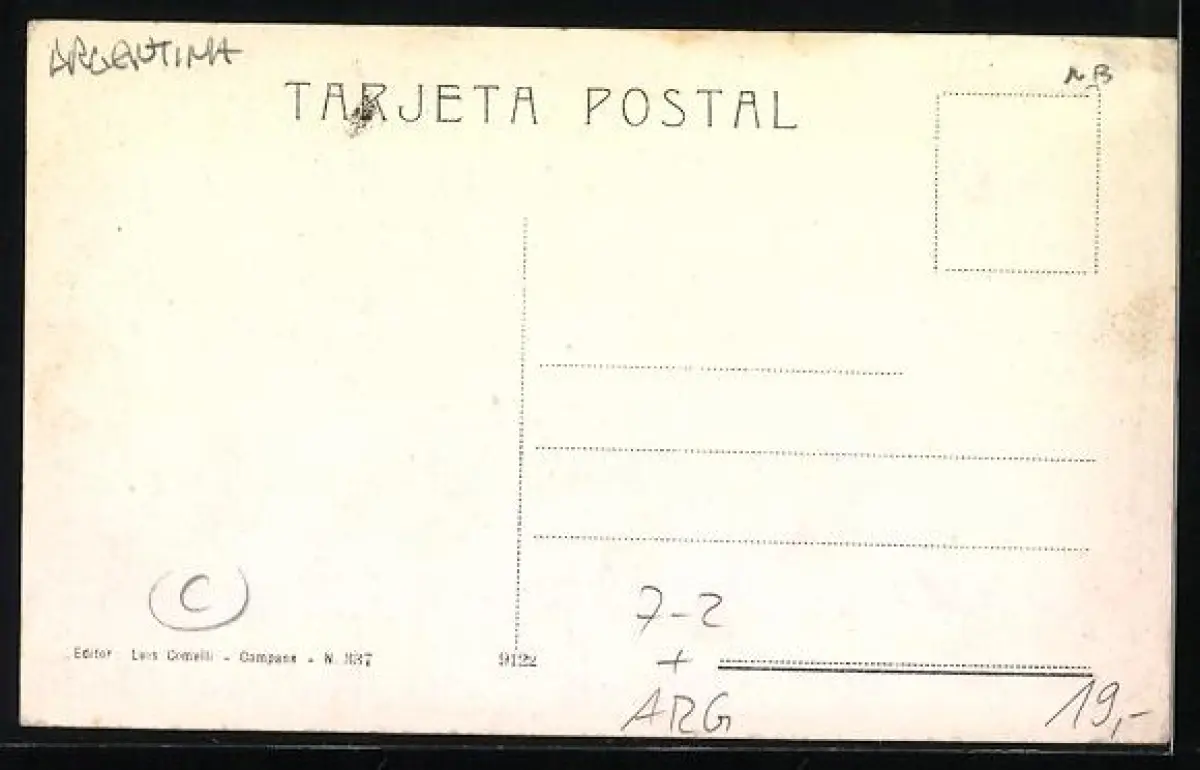 ARGENTINA
NB
TARJETA POSTAL
C
7-2
Editor Luis Comelli - Campana - N. 337
9122
+
ARG
19,-